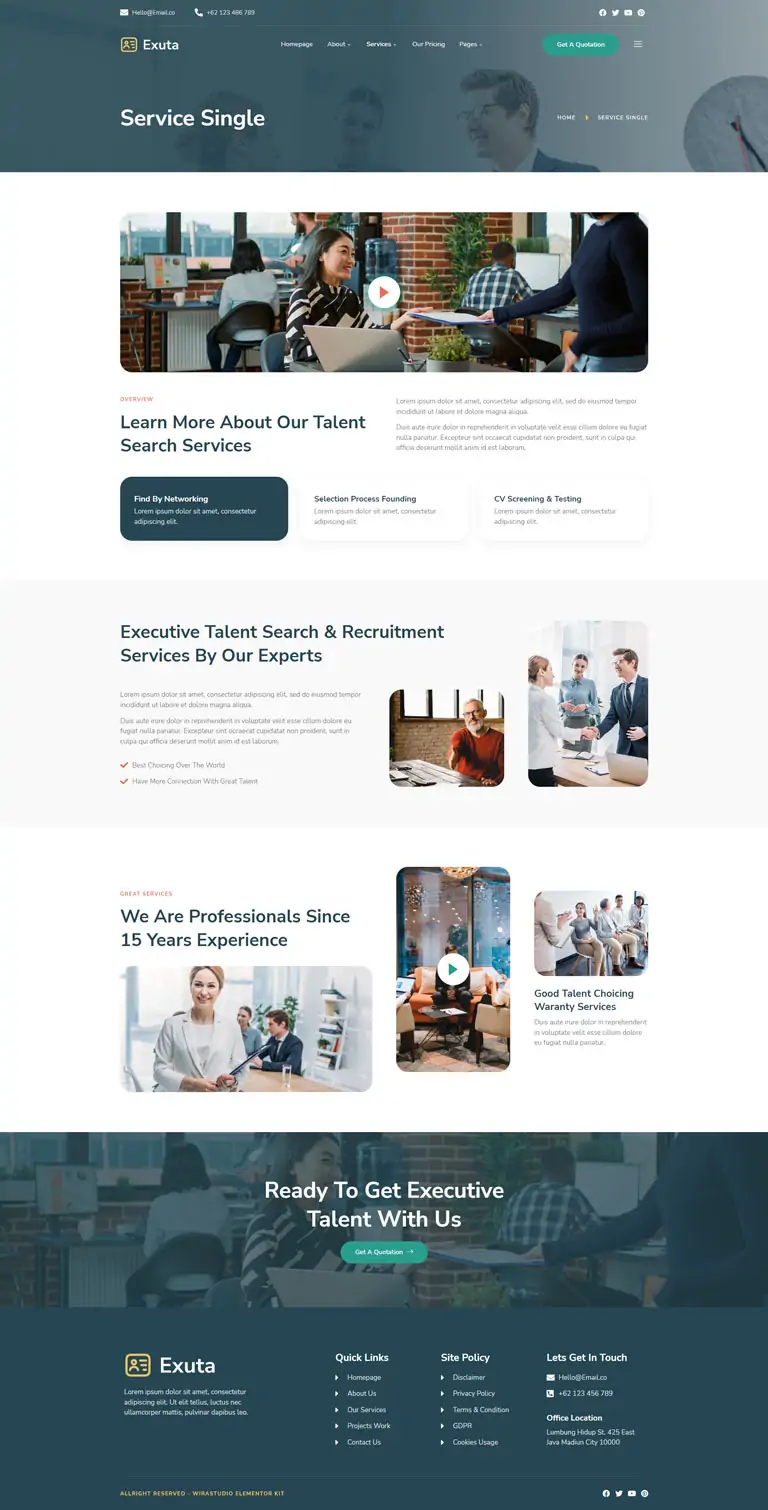 Hello@Email.co +62 123 486 789
Exuta
Homepage About Services Our Pricing Pages
Get A Quotation
Service Single
HOME SERVICE SINGLE
OVERVIEW
Learn More About Our Talent
Search Services
Lorem ipsum dolor sit amet, consectetur adipiscing elit, sed do eiusmod tempor
incididunt ut labore et dolore magna aliqua.
Duis aute irure dolor in reprehenderit in voluptate velit esse cillum dolore eu fugiat
nulla pariatur. Excepteur sint occaecat cupidatat non proident, sunt in culpa qui
officia deserunt mollit anim id est laborum.
Find By Networking
Lorem ipsum dolor sit amet, consectetur
adipiscing elit.
Selection Process Founding
Lorem ipsum dolor sit amet, consectetur
adipiscing elit.
CV Screening & Testing
Lorem ipsum dolor sit amet, consectetur
adipiscing elit.
Executive Talent Search & Recruitment
Services By Our Experts
Lorem ipsum dolor sit amet, consectetur adipiscing elit, sed do eiusmod tempor
incididunt ut labore et dolore magna aliqua.
Duis aute irure dolor in reprehenderit in voluptate velit esse cillum dolore eu
fugiat nulla pariatur. Excepteur sint occaecat cupidatat non proident, sunt in
culpa qui officia deserunt mollit anim id est laborum.
Best Choicing Over The World
Have More Connection With Great Talent
GREAT SERVICES
We Are Professionals Since
15 Years Experience
Good Talent Choicing
Waranty Services
Duis aute irure dolor in reprehenderit
in voluptate velit esse cillum dolore
eu fugiat nulla pariatur.
Ready To Get Executive
Talent With Us
Get A Quotation
Exuta
Lorem ipsum dolor sit amet, consectetur
adipiscing elit. Ut elit tellus, luctus nec
ullamcorper mattis, pulvinar dapibus leo.
Quick Links
Homepage
About Us
Our Services
Projects Work
Contact Us
Site Policy
Disclaimer
Privacy Policy
Terms & Condition
GDPR
Cookies Usage
Lets Get In Touch
Hello@Email.co
+62 123 456 789
Office Location
Lumbung Hidup St. 425 East
Java Madiun City 10000
ALLRIGHT RESERVED - WIRASTUDIO ELEMENTOR KIT